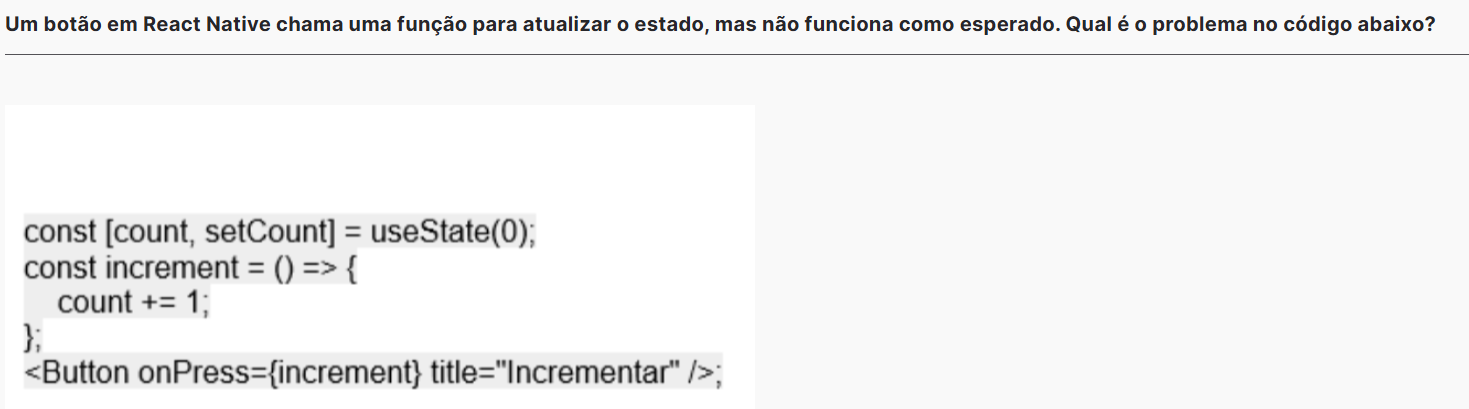 Um botão em React Native chama uma função para atualizar o estado, mas não funciona como esperado. Qual é o problema no código abaixo?
const [count, setCount] = useState(0);
const increment = () => {
    count += 1;
};
<Button onPress={increment} title="Incrementar" />;